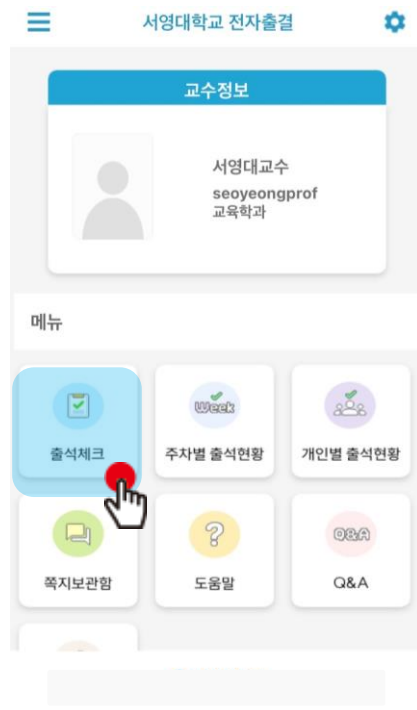 서영대학교 전자출결
교수정보
서영대교수
seoyeongprof
교육학과
메뉴
Week
출석체크
주차별 출석현황
개인별 출석현황
Q&A
쪽지보관함
도움말
Q&A